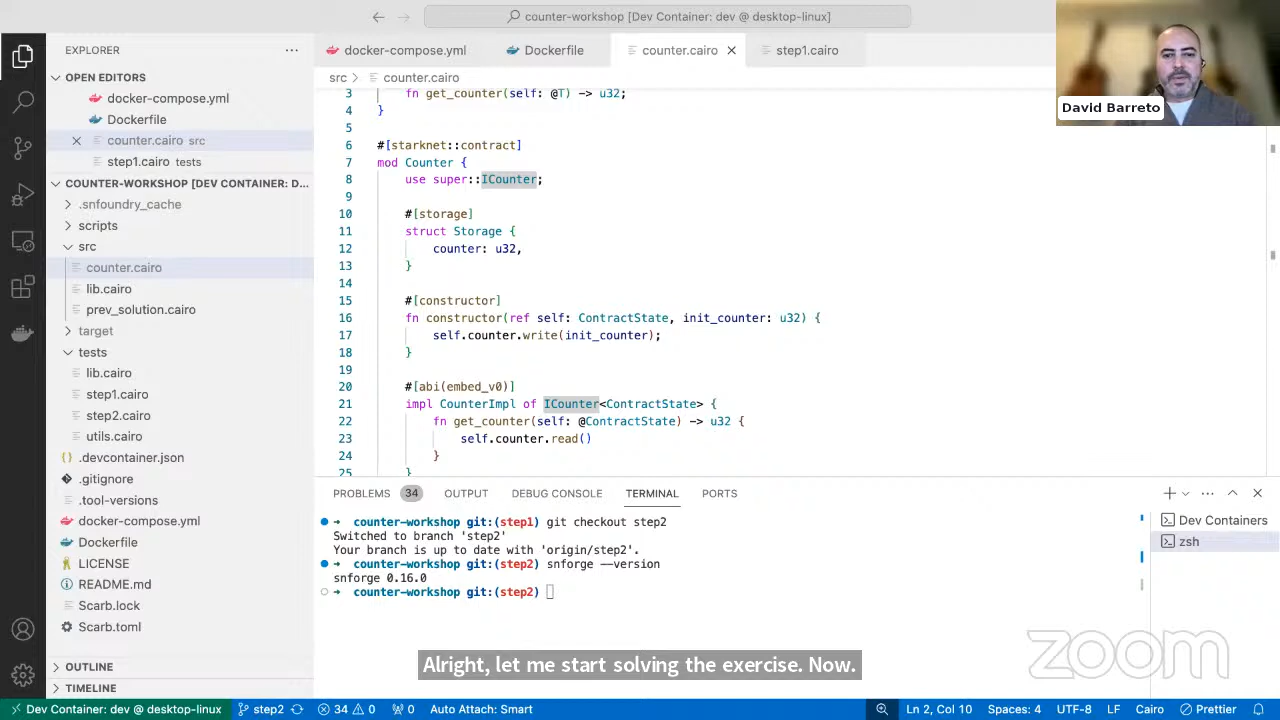 counter-workshop [Dev Container: dev @ desktop-linux]
EXPLORER
OPEN EDITORS
docker-compose.yml
Dockerfile
counter.cairo src
step1.cairo tests
COUNTER-WORKSHOP [DEV CONTAINER: D...
.snfoundry_cache
scripts
src
counter.cairo
lib.cairo
prev_solution.cairo
target
tests
lib.cairo
step1.cairo
step2.cairo
utils.cairo
.devcontainer.json
.gitignore
.tool-versions
docker-compose.yml
Dockerfile
LICENSE
README.md
Scarb.lock
Scarb.toml
OUTLINE
TIMELINE
docker-compose.yml
Dockerfile
counter.cairo
step1.cairo
src > counter.cairo
3 fn get_counter(self: @T) -> u32;
4 }
5
6 #[starknet::contract]
7 mod Counter {
8 use super::ICounter;
9
10 #[storage]
11 struct Storage {
12 counter: u32,
13 }
14
15 #[constructor]
16 fn constructor(ref self: ContractState, init_counter: u32) {
17 self.counter.write(init_counter);
18 }
19
20 #[abi(embed_v0)]
21 impl CounterImpl of ICounter<ContractState> {
22 fn get_counter(self: @ContractState) -> u32 {
23 self.counter.read()
24 }
25 }
David Barreto
PROBLEMS 34 OUTPUT DEBUG CONSOLE TERMINAL PORTS
counter-workshop git:(step1) git checkout step2
Switched to branch 'step2'
Your branch is up to date with 'origin/step2'.
counter-workshop git:(step2) snforge --version
snforge 0.16.0
counter-workshop git:(step2)
Dev Containers
zsh
zoom
Alright, let me start solving the exercise. Now.
Dev Container: dev @ desktop-linux step2 34 0 0 Auto Attach: Smart Ln 2, Col 10 Spaces: 4 UTF-8 LF Cairo Prettier